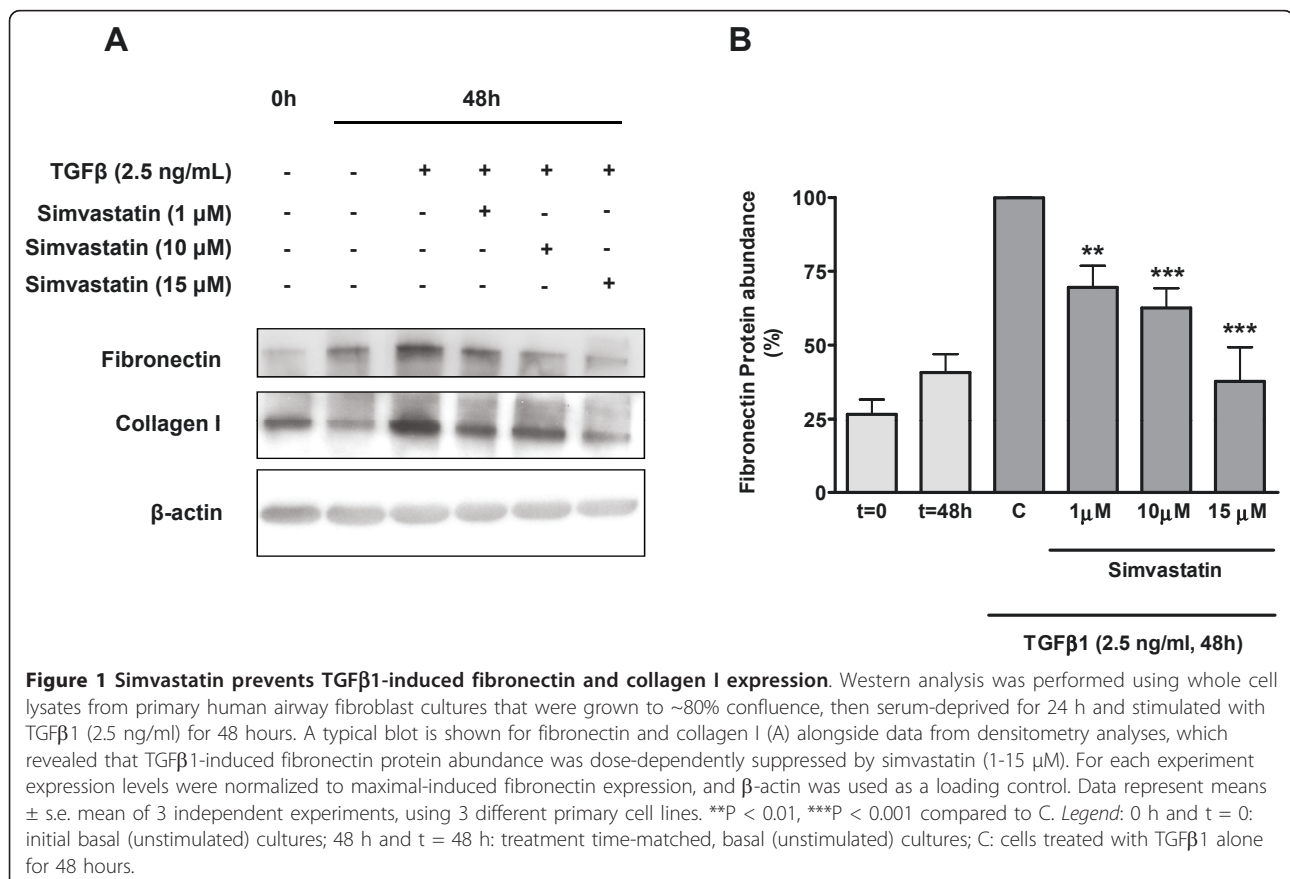 A
0h 48h
TGFβ (2.5 ng/mL) - - + + + +
Simvastatin (1 µM) - - - + - -
Simvastatin (10 µM) - - - - + -
Simvastatin (15 µM) - - - - - +
Fibronectin
Collagen I
β-actin
B
Fibronectin Protein abundance
(%)
100
75
50
25
0
** *** ***
t=0 t=48h C 1µM 10µM 15 µM
Simvastatin
TGFβ1 (2.5 ng/ml, 48h)
Figure 1 Simvastatin prevents TGFβ1-induced fibronectin and collagen I expression. Western analysis was performed using whole cell
lysates from primary human airway fibroblast cultures that were grown to ~80% confluence, then serum-deprived for 24 h and stimulated with
TGFβ1 (2.5 ng/ml) for 48 hours. A typical blot is shown for fibronectin and collagen I (A) alongside data from densitometry analyses, which
revealed that TGFβ1-induced fibronectin protein abundance was dose-dependently suppressed by simvastatin (1-15 µM). For each experiment
expression levels were normalized to maximal-induced fibronectin expression, and β-actin was used as a loading control. Data represent means
± s.e. mean of 3 independent experiments, using 3 different primary cell lines. **P < 0.01, ***P < 0.001 compared to C. Legend: 0 h and t = 0:
initial basal (unstimulated) cultures; 48 h and t = 48 h: treatment time-matched, basal (unstimulated) cultures; C: cells treated with TGFβ1 alone
for 48 hours.